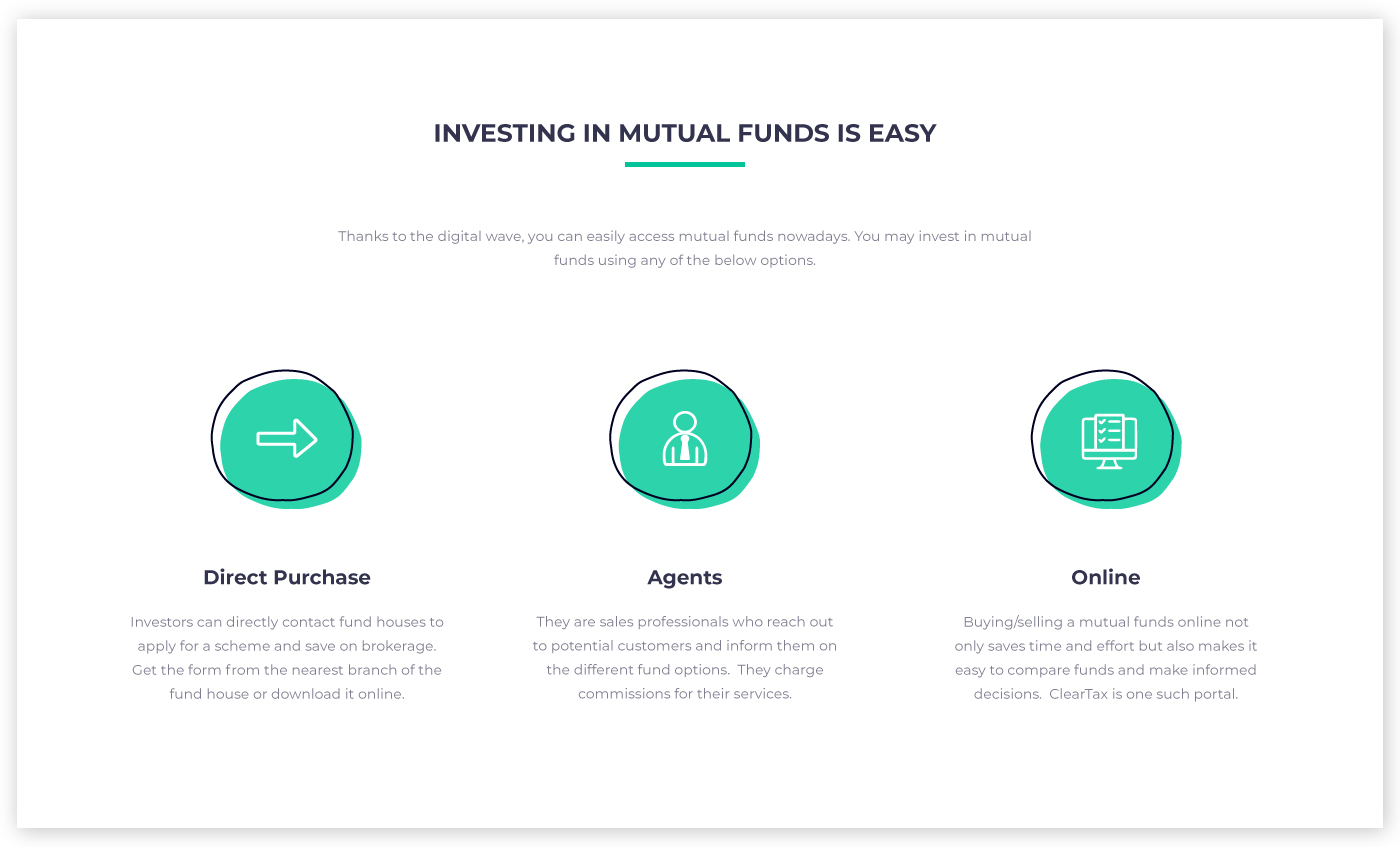 INVESTING IN MUTUAL FUNDS IS EASY
Thanks to the digital wave, you can easily access mutual funds nowadays. You may invest in mutual
funds using any of the below options.
Direct Purchase
Investors can directly contact fund houses to
apply for a scheme and save on brokerage.
Get the form from the nearest branch of the
fund house or download it online.
Agents
They are sales professionals who reach out
to potential customers and inform them on
the different fund options.  They charge
commissions for their services.
Online
Buying/selling a mutual funds online not
only saves time and effort but also makes it
easy to compare funds and make informed
decisions.  ClearTax is one such portal.